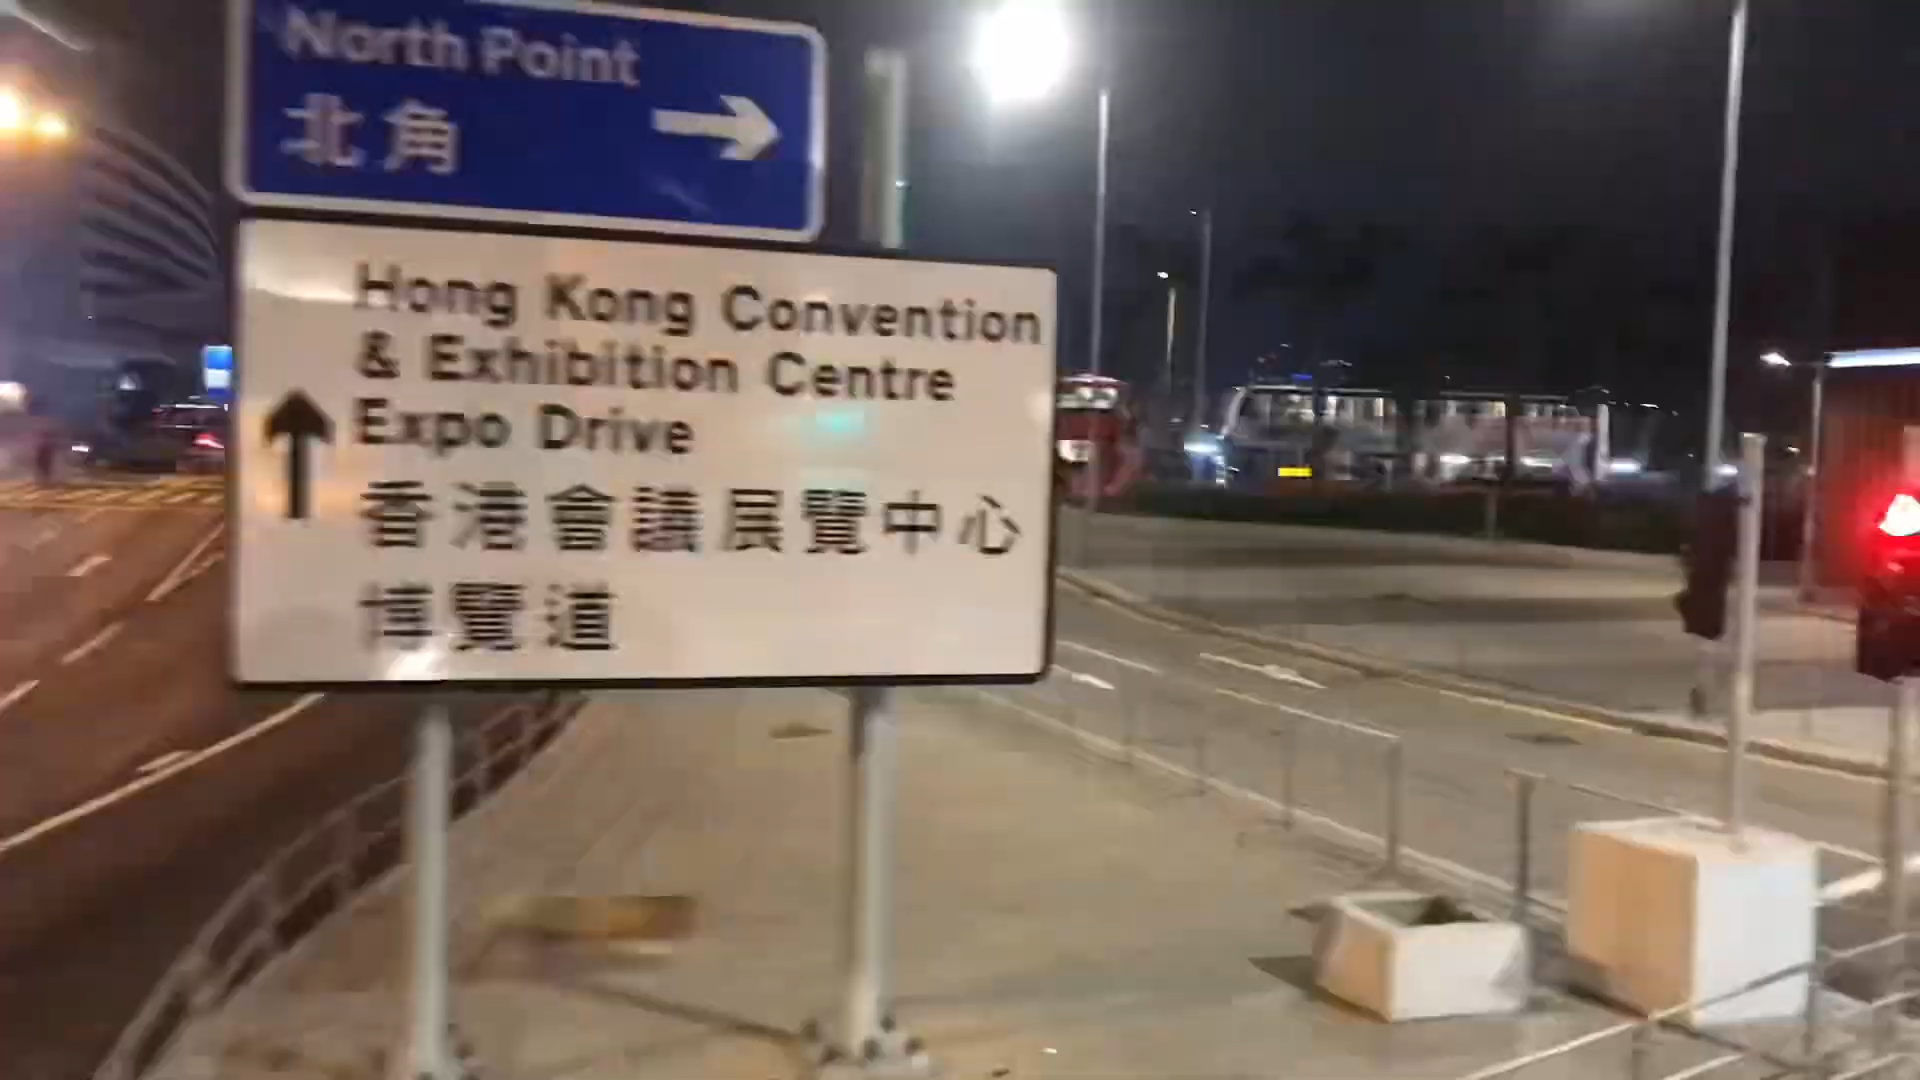 North Point
北角
Hong Kong Convention
& Exhibition Centre
Expo Drive
香港會議展覽中心
博覽道